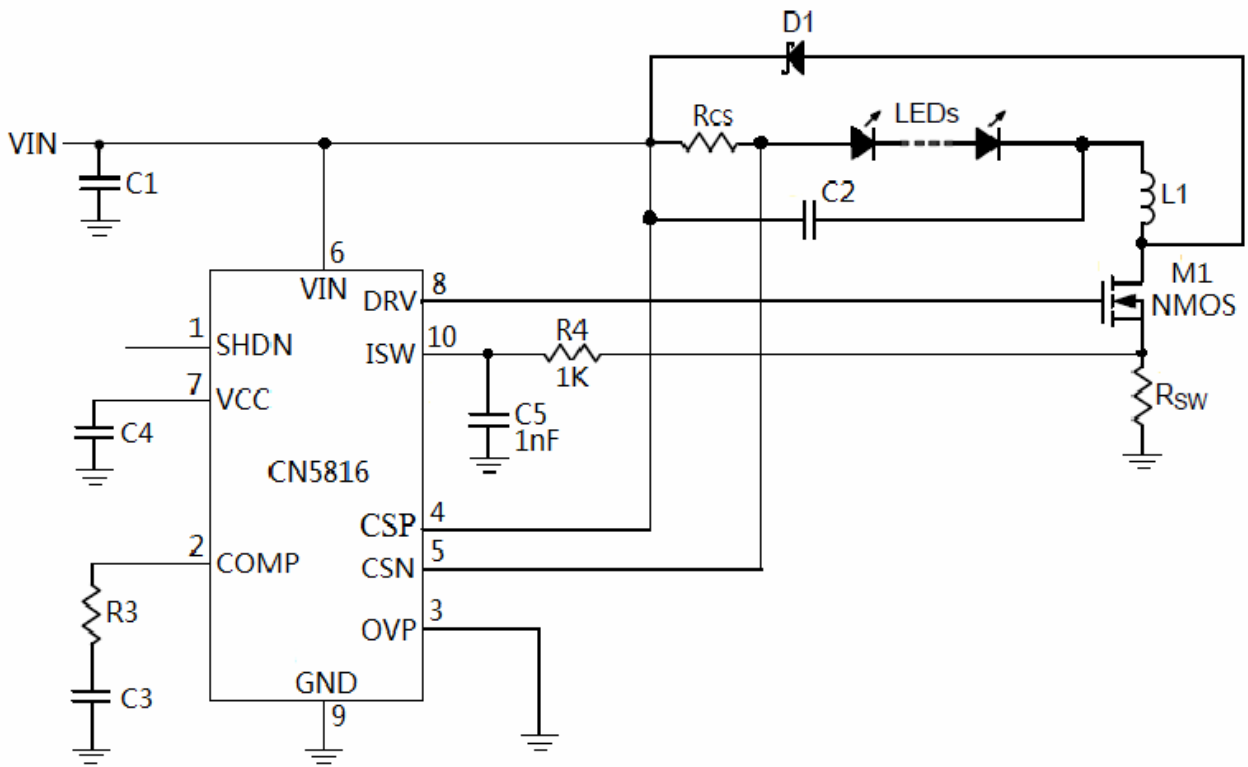 D1
RCS
LEDs
VIN
C1
C2
L1
6
VIN
8
DRV
M1
NMOS
1
SHDN
10
ISW
R4
1K
7
VCC
C5
1nF
RSW
C4
CN5816
4
CSP
5
CSN
2
COMP
3
OVP
R3
GND
C3
9